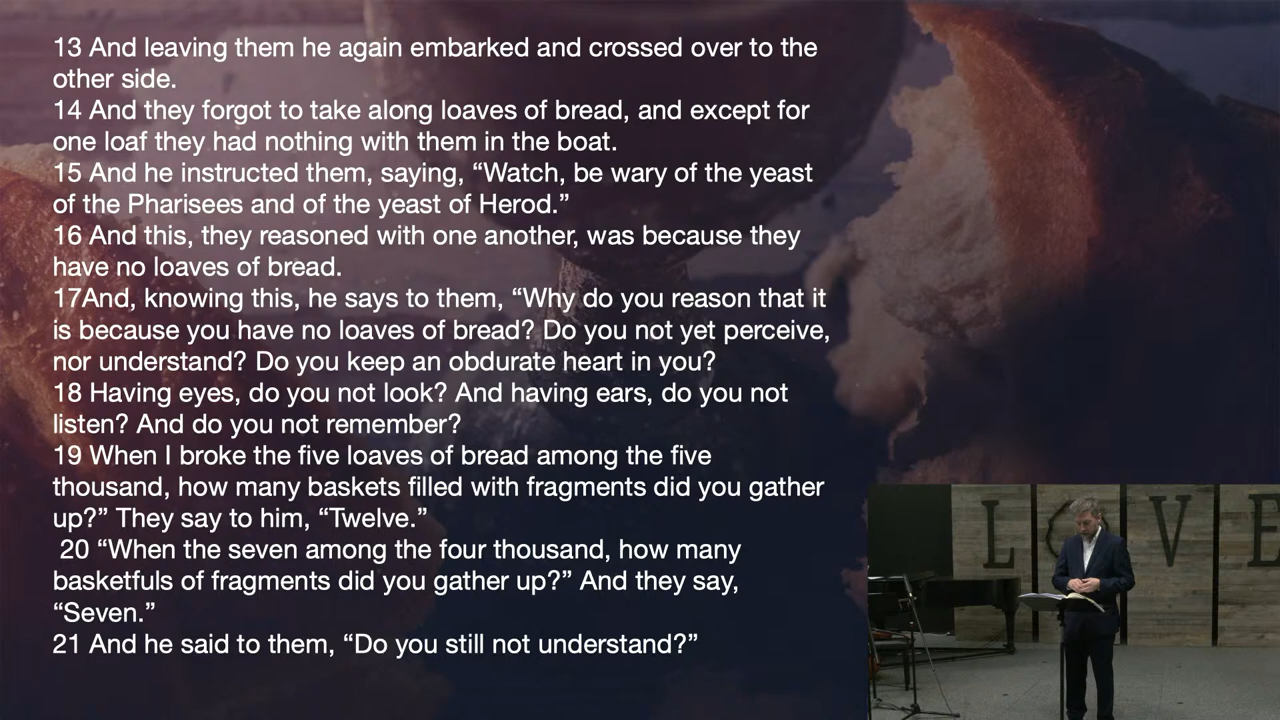 13 And leaving them he again embarked and crossed over to the
other side.
14 And they forgot to take along loaves of bread, and except for
one loaf they had nothing with them in the boat.
15 And he instructed them, saying, “Watch, be wary of the yeast
of the Pharisees and of the yeast of Herod.”
16 And this, they reasoned with one another, was because they
have no loaves of bread.
17And, knowing this, he says to them, “Why do you reason that it
is because you have no loaves of bread? Do you not yet perceive,
nor understand? Do you keep an obdurate heart in you?
18 Having eyes, do you not look? And having ears, do you not
listen? And do you not remember?
19 When I broke the five loaves of bread among the five
thousand, how many baskets filled with fragments did you gather
up?” They say to him, “Twelve.”
20 “When the seven among the four thousand, how many
basketfuls of fragments did you gather up?” And they say,
“Seven.”
21 And he said to them, “Do you still not understand?”
LOVE